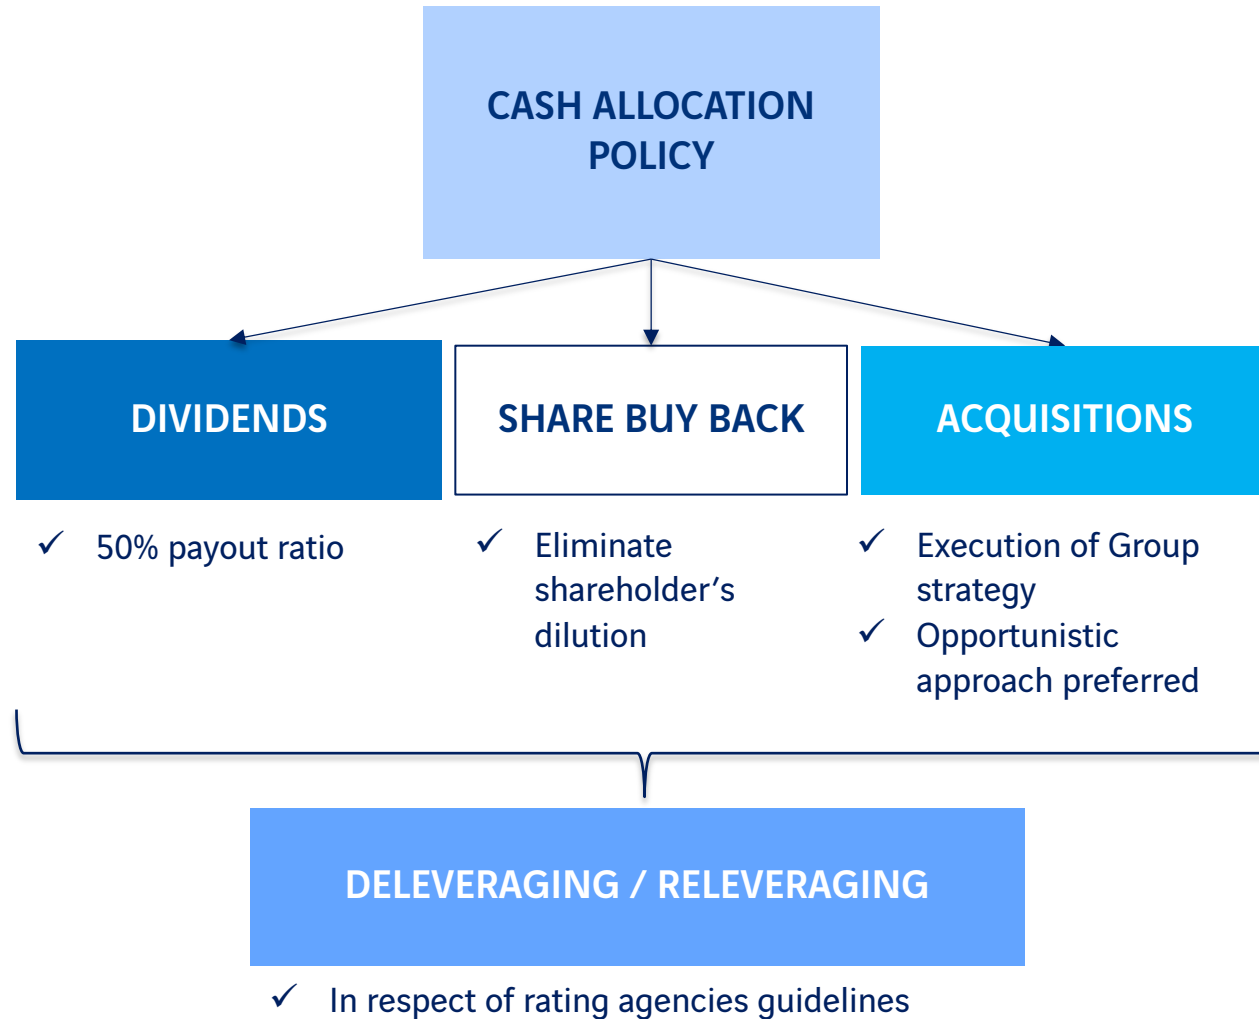 CASH ALLOCATION
POLICY
DIVIDENDS
SHARE BUY BACK
ACQUISITIONS
✓ 50% payout ratio
✓ Eliminate
shareholder’s
dilution
✓ Execution of Group
strategy
✓ Opportunistic
approach preferred
DELEVERAGING / RELEVERAGING
✓ In respect of rating agencies guidelines